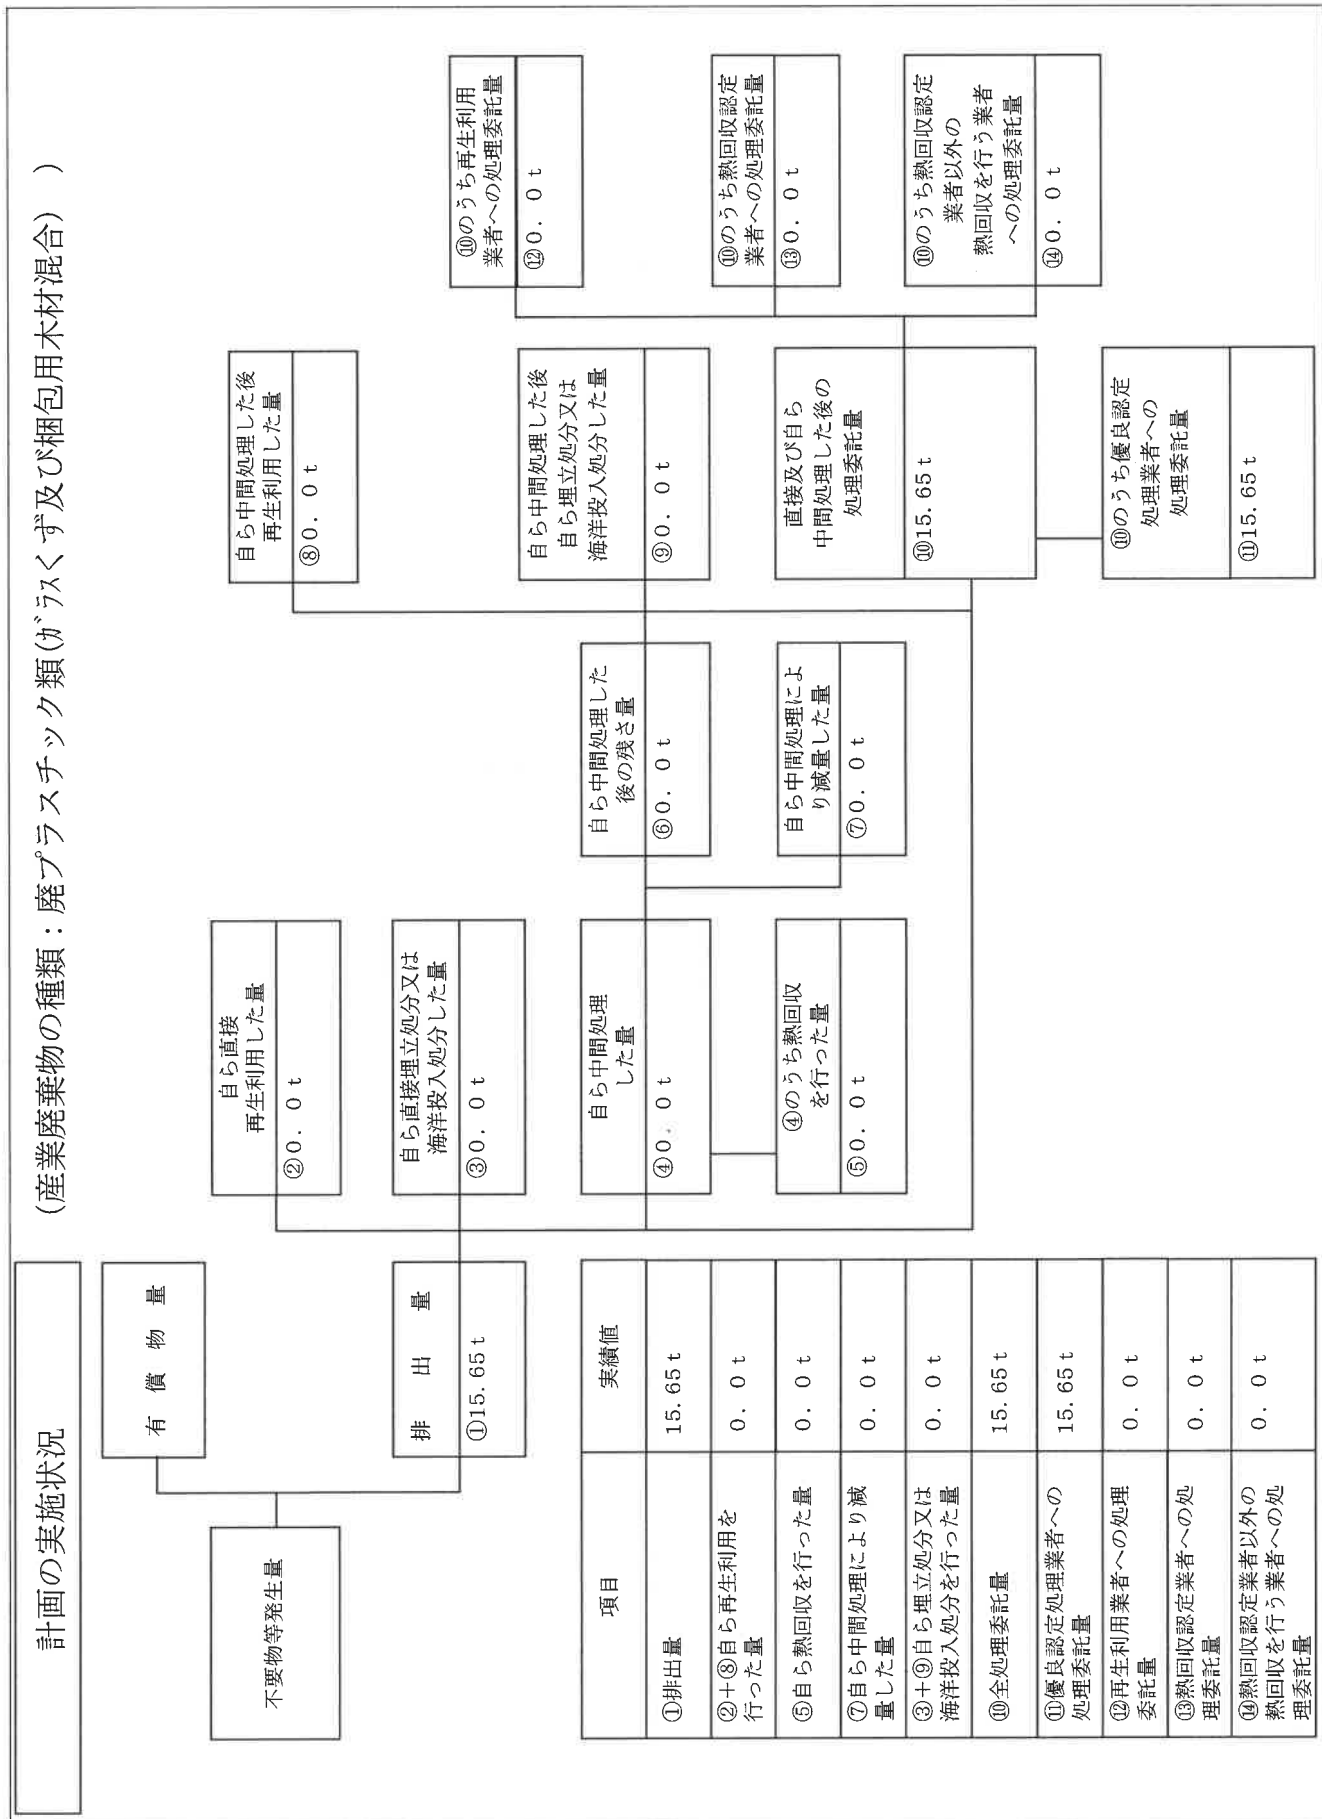 計画の実施状況
(産業廃棄物の種類：廃プラスチック類(ｶﾞﾗｽくず及び梱包用木材混合) )
不要物等発生量
有 償 物 量
排 出 量
①15.65t
自ら直接
再生利用した量
②0.0t
自ら直接埋立処分又は
海洋投入処分した量
③0.0t
自ら中間処理
した量
④0.0t
④のうち熱回収
を行った量
⑤0.0t
自ら中間処理した
後の残さ量
⑥0.0t
自ら中間処理によ
り減量した量
⑦0.0t
自ら中間処理した後
再生利用した量
⑧0.0t
自ら中間処理した後
自ら埋立処分又は
海洋投入処分した量
⑨0.0t
直接及び自ら
中間処理した後の
処理委託量
⑩15.65t
⑩のうち優良認定
処理業者への
処理委託量
⑪15.65t
⑩のうち再生利用
業者への処理委託量
⑫0.0t
⑩のうち熱回収認定
業者への処理委託量
⑬0.0t
⑩のうち熱回収認定
業者以外の
熱回収を行う業者
への処理委託量
⑭0.0t
項目 実績値
①排出量 15.65t
②+⑧自ら再生利用を
行った量 0.0t
⑤自ら熱回収を行った量 0.0t
⑦自ら中間処理により減
量した量 0.0t
③+⑨自ら埋立処分又は
海洋投入処分を行った量 0.0t
⑩全処理委託量 15.65t
⑪優良認定処理業者への
処理委託量 15.65t
⑫再生利用業者への処理
委託量 0.0t
⑬熱回収認定業者への処
理委託量 0.0t
⑭熱回収認定業者以外の
熱回収を行う業者への処
理委託量 0.0t